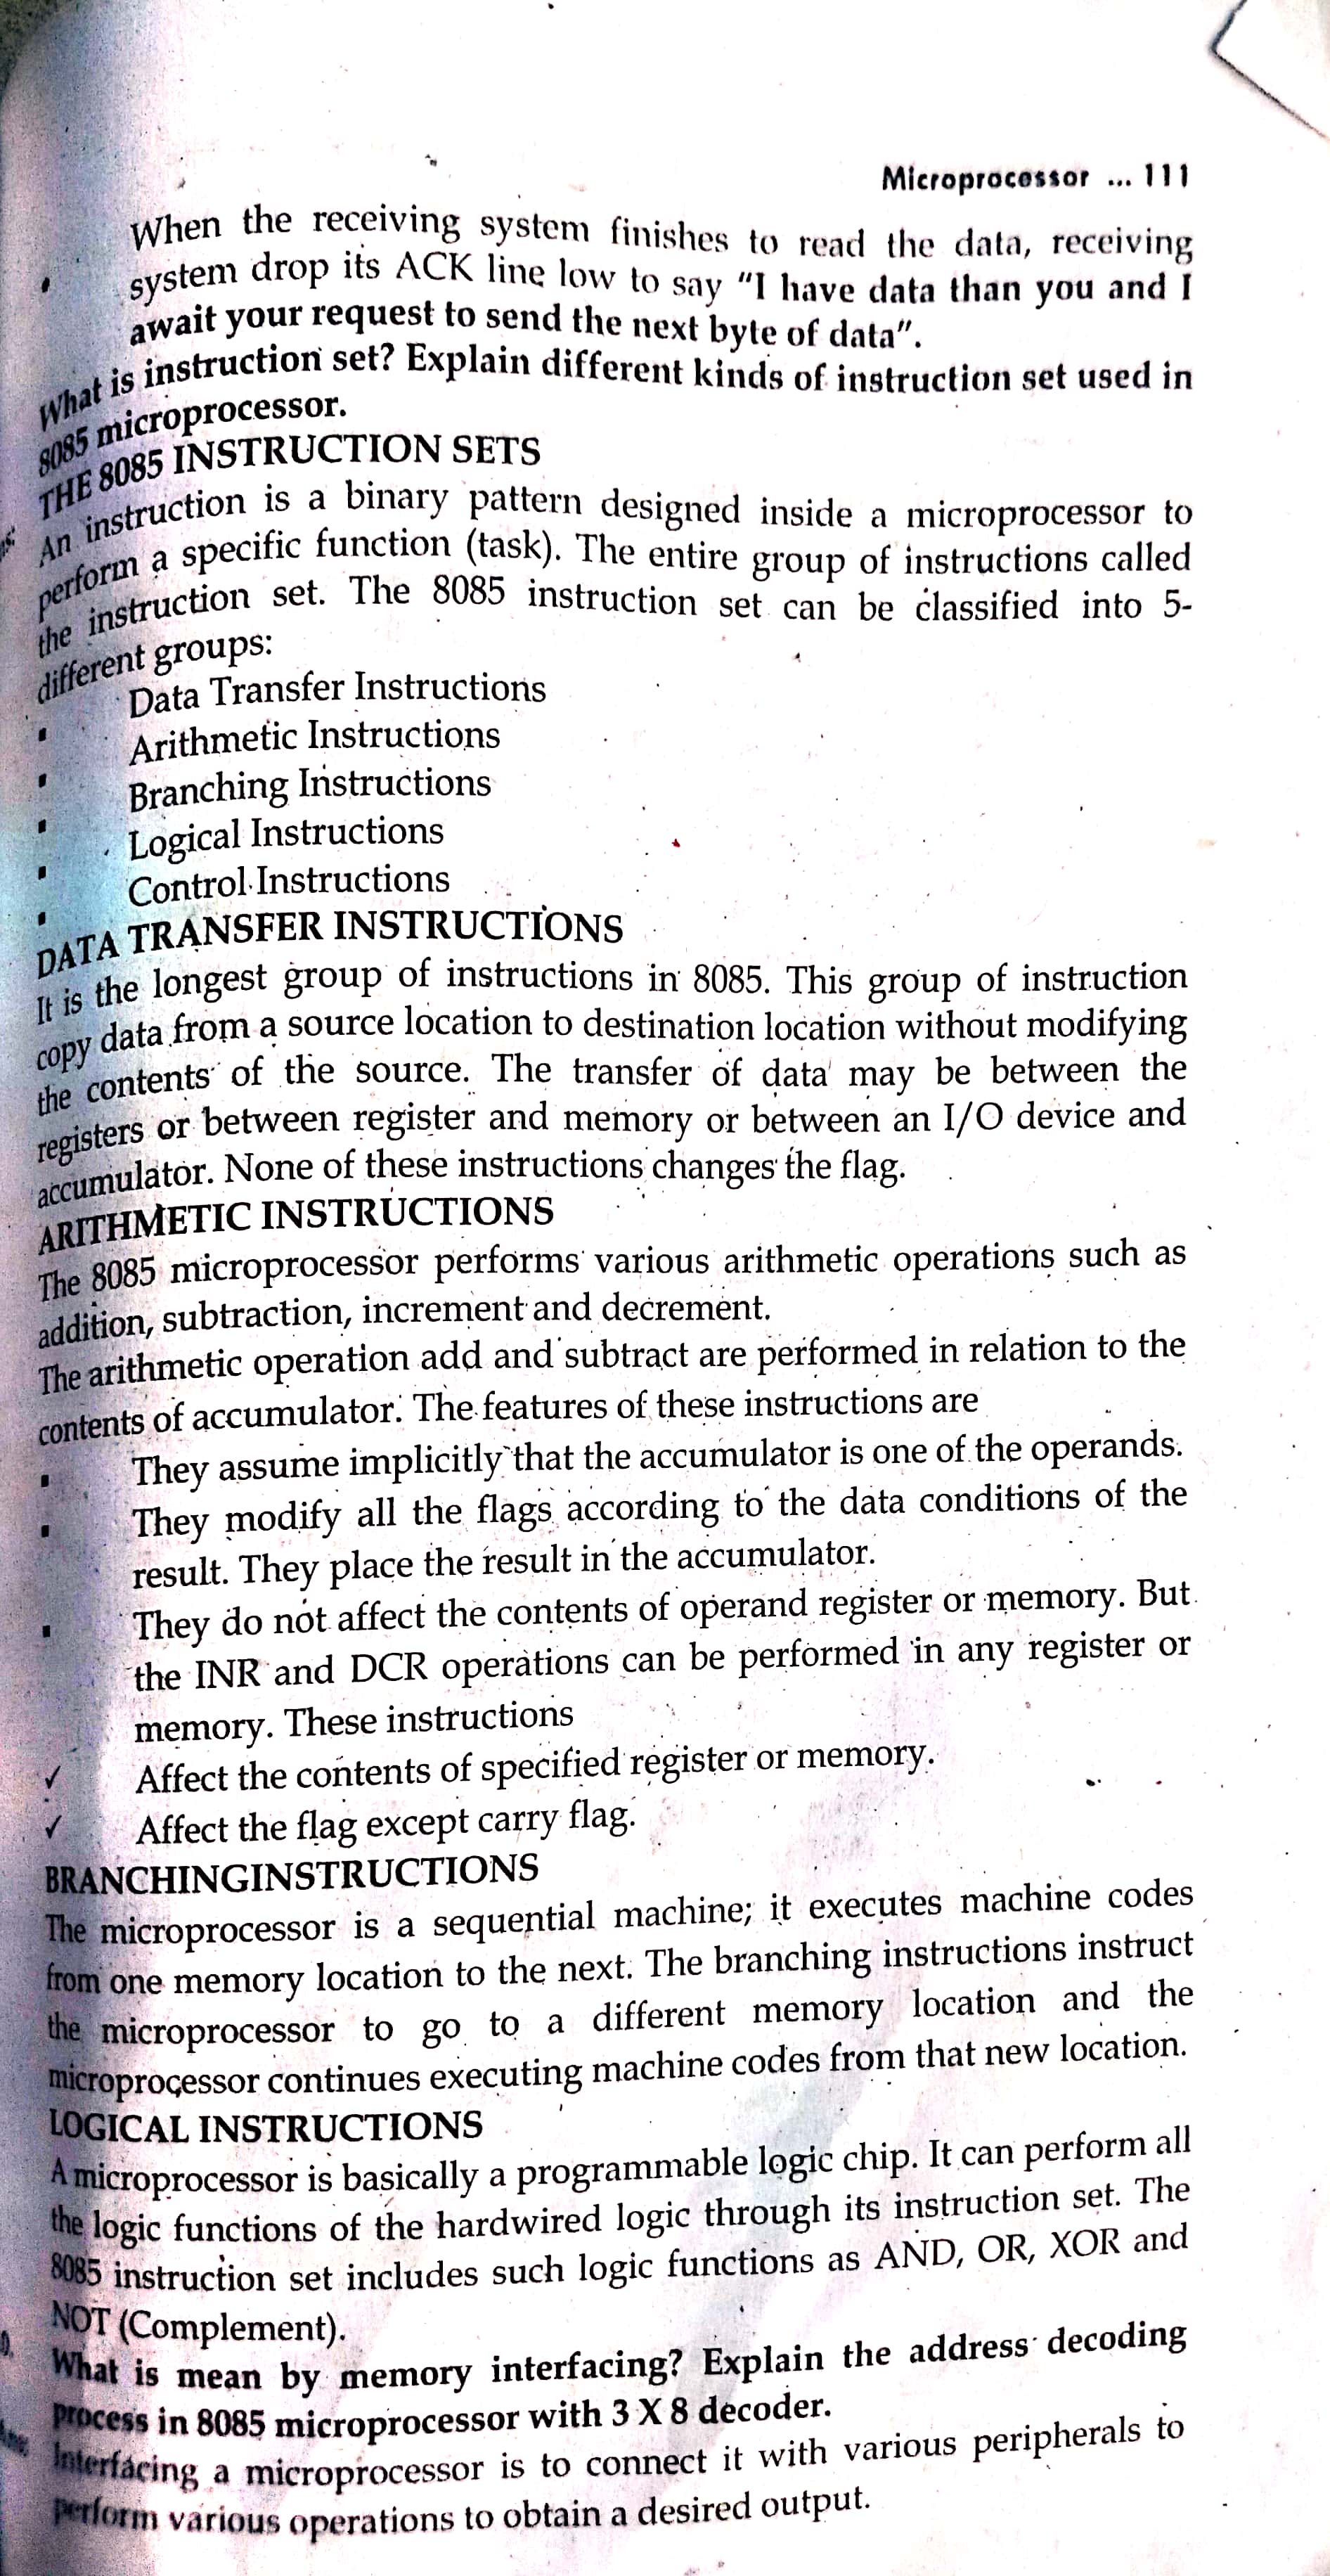 Microprocessor ... 111
When the receiving system finishes to read the data, receiving
system drop its ACK line low to say "I have data than you and I
await your request to send the next byte of data".
What is instruction set? Explain different kinds of instruction set used in
8085 microprocessor.
THE 8085 INSTRUCTION SETS
An instruction is a binary pattern designed inside a microprocessor to
perform a specific function (task). The entire group of instructions called
the instruction set. The 8085 instruction set can be classified into 5-
different groups:
Data Transfer Instructions
Arithmetic Instructions
Branching Instructions
Logical Instructions
Control Instructions
DATA TRANSFER INSTRUCTIONS
It is the longest group of instructions in 8085. This group of instruction
copy data from a source location to destination location without modifying
the contents of the source. The transfer of data may be between the
registers or between register and memory or between an I/O device and
accumulator. None of these instructions changes the flag.
ARITHMETIC INSTRUCTIONS
The 8085 microprocessor performs various arithmetic operations such as
addition, subtraction, increment and decrement.
The arithmetic operation add and subtract are performed in relation to the
contents of accumulator. The features of these instructions are
▪ They assume implicitly that the accumulator is one of the operands.
▪ They modify all the flags according to the data conditions of the
result. They place the result in the accumulator.
▪ They do not affect the contents of operand register or memory. But
the INR and DCR operations can be performed in any register or
memory. These instructions
✓ Affect the contents of specified register or memory.
✓ Affect the flag except carry flag.
BRANCHINGINSTRUCTIONS
The microprocessor is a sequential machine; it executes machine codes
from one memory location to the next. The branching instructions instruct
the microprocessor to go to a different memory location and the
microprocessor continues executing machine codes from that new location.
LOGICAL INSTRUCTIONS
A microprocessor is basically a programmable logic chip. It can perform all
the logic functions of the hardwired logic through its instruction set. The
8085 instruction set includes such logic functions as AND, OR, XOR and
NOT (Complement).
What is mean by memory interfacing? Explain the address decoding
process in 8085 microprocessor with 3 X 8 decoder.
Interfacing a microprocessor is to connect it with various peripherals to
perform various operations to obtain a desired output.